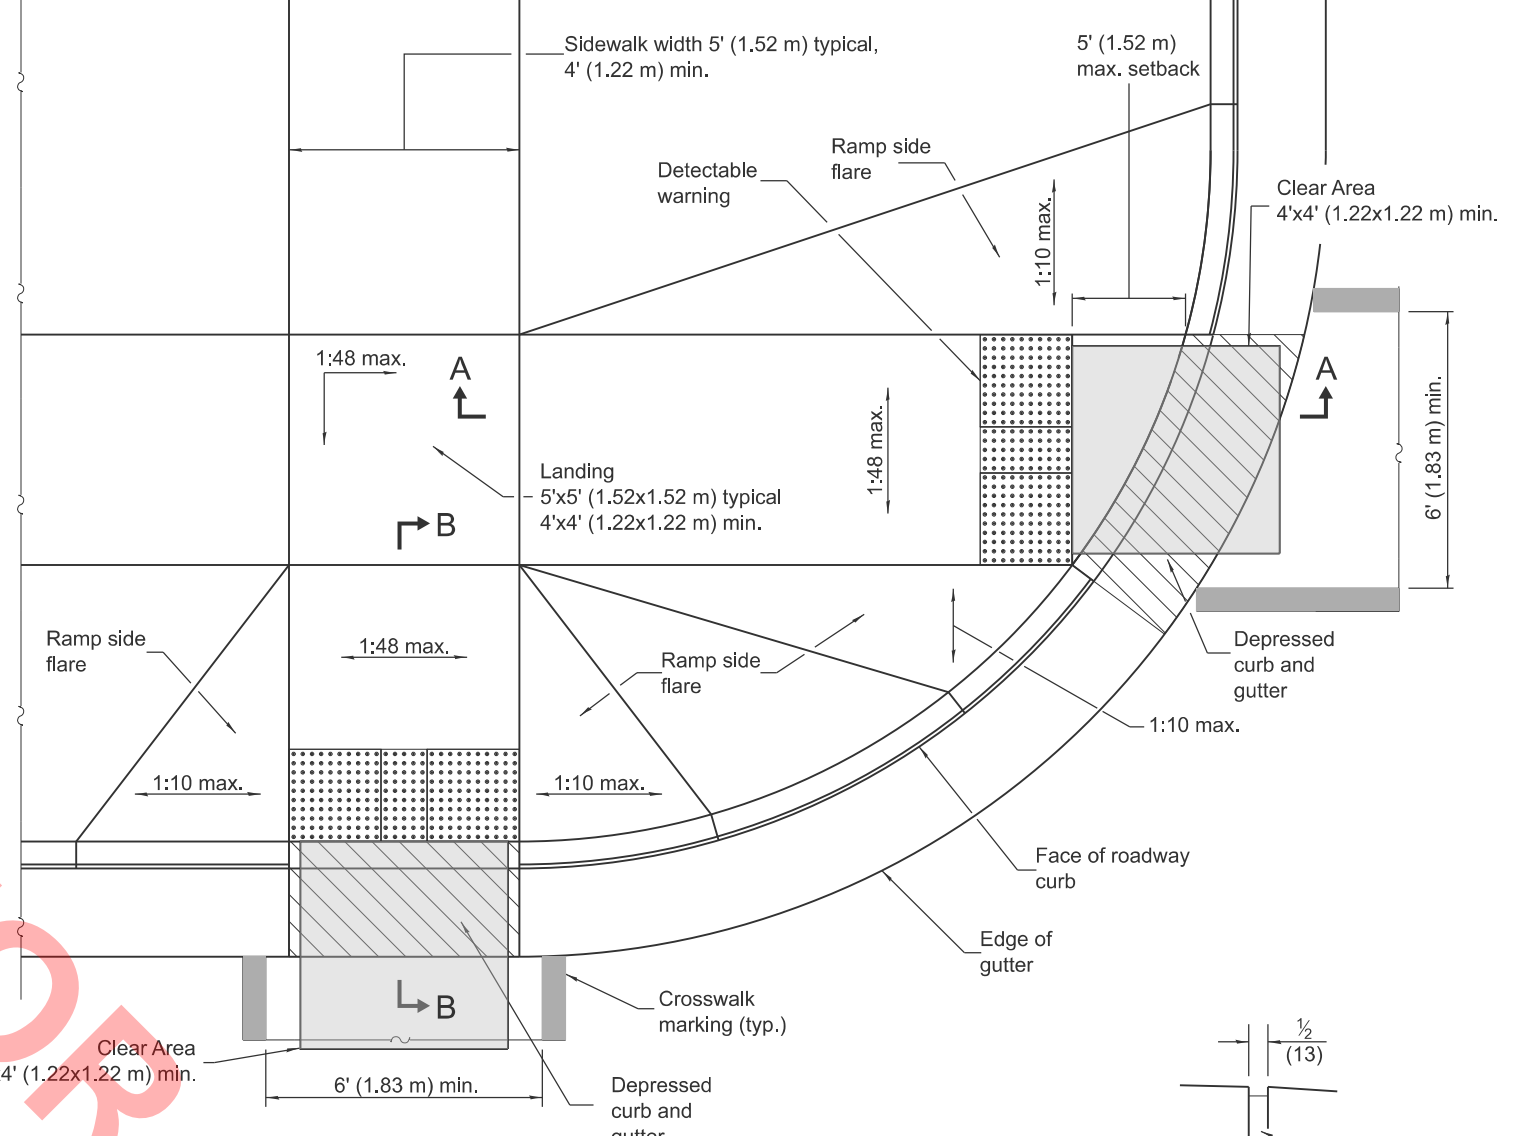 Sidewalk width 5' (1.52 m) typical,
4' (1.22 m) min.
5' (1.52 m)
max. setback
Ramp side
flare
Detectable
warning
Clear Area
4'x4' (1.22x1.22 m) min.
1:10 max.
1:48 max.
A
A
6' (1.83 m) min.
1:48 max.
Landing
5'x5' (1.52x1.52 m) typical
4'x4' (1.22x1.22 m) min.
B
Ramp side
flare
1:48 max.
Ramp side
flare
Depressed
curb and
gutter
1:10 max.
1:10 max.
1:10 max.
Face of roadway
curb
Edge of
gutter
B
Crosswalk
marking (typ.)
Clear Area
4' (1.22x1.22 m) min.
6' (1.83 m) min.
Depressed
curb and
gutter
½
(13)
OR